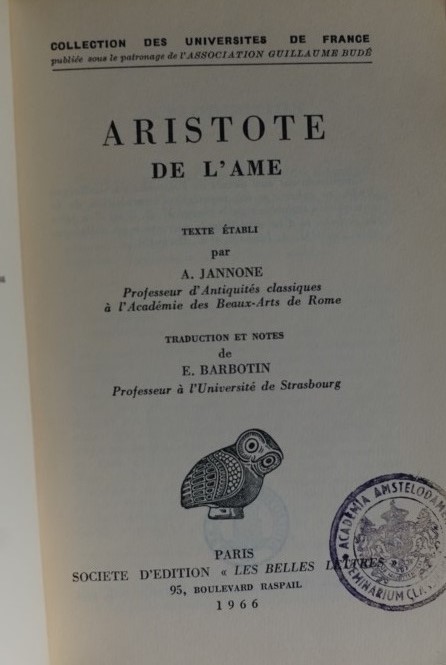 COLLECTION DES UNIVERSITES DE FRANCE
publiée sous le patronage de l'ASSOCIATION GUILLAUME BUDÉ
ARISTOTE
DE L'AME
TEXTE ÉTABLI
par
A. JANNONE
Professeur d'Antiquités classiques
à l'Académie des Beaux-Arts de Rome
TRADUCTION ET NOTES
de
E. BARBOTIN
Professeur à l'Université de Strasbourg
PARIS
SOCIETE D'EDITION « LES BELLES LETTRES »
95, BOULEVARD RASPAIL
1966